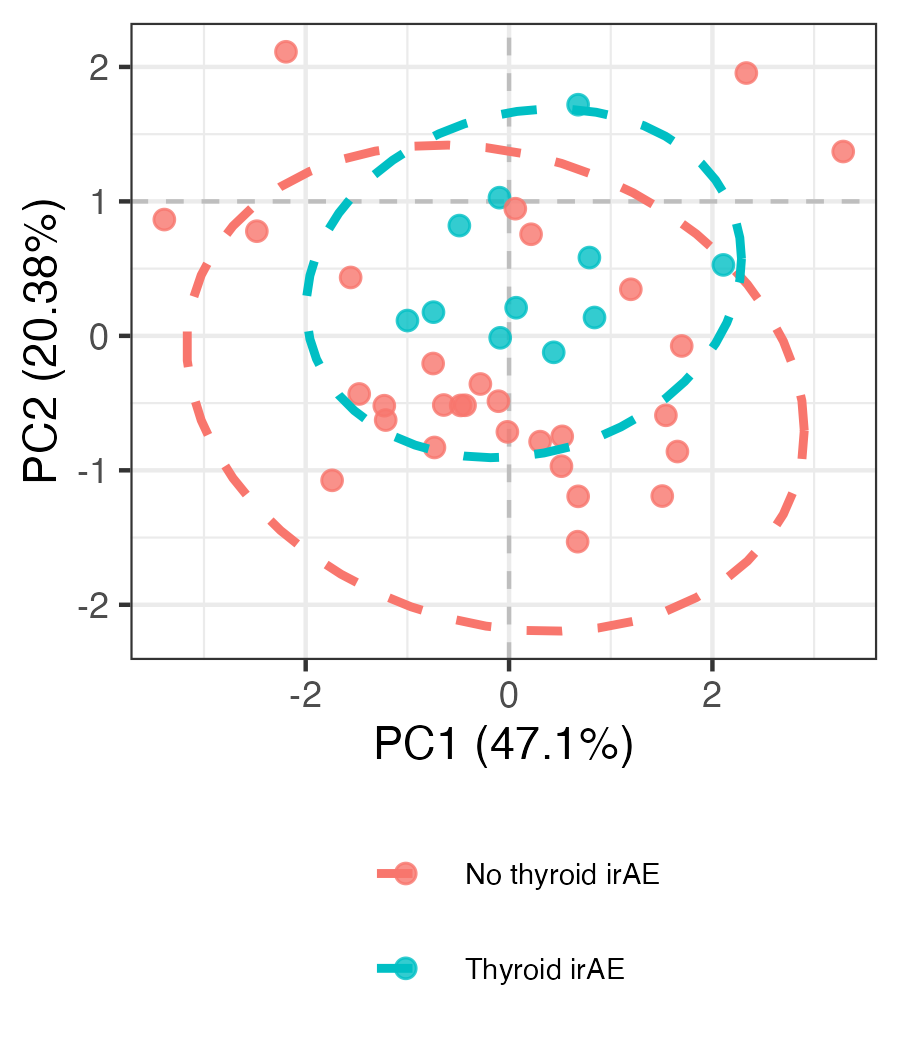 2
1
0
-1
-2
PC2 (20.38%)
-2 0 2
PC1 (47.1%)
No thyroid irAE
Thyroid irAE